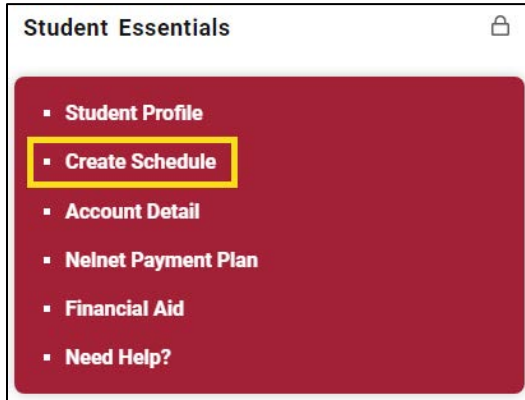 Student Essentials
▪ Student Profile
▪ Create Schedule
▪ Account Detail
▪ Nelnet Payment Plan
▪ Financial Aid
▪ Need Help?